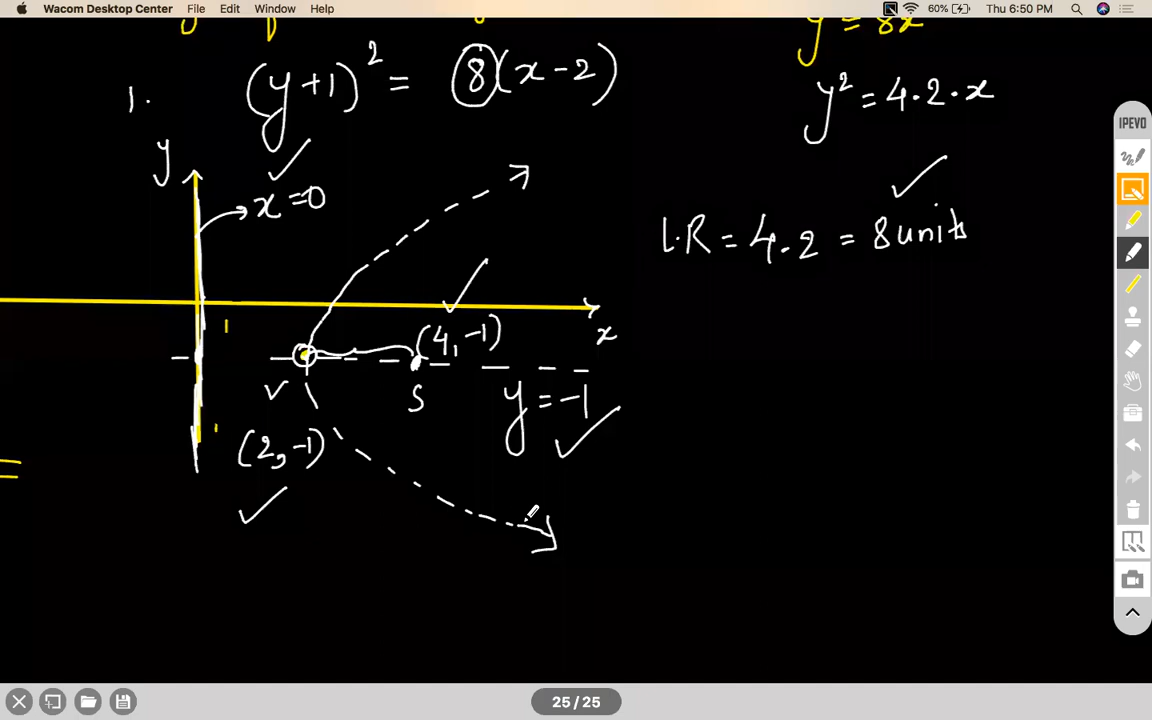 Wacom Desktop Center File Edit Window Help 60% Thu 6:50 PM
y = 8x
1. (y+1)² = 8(x-2)
y² = 4.2.x
y
x=0
L.R = 4.2 = 8 units
x
(4, -1)
S
y = -1
V
(2, -1)
=
IPEVO
25 / 25